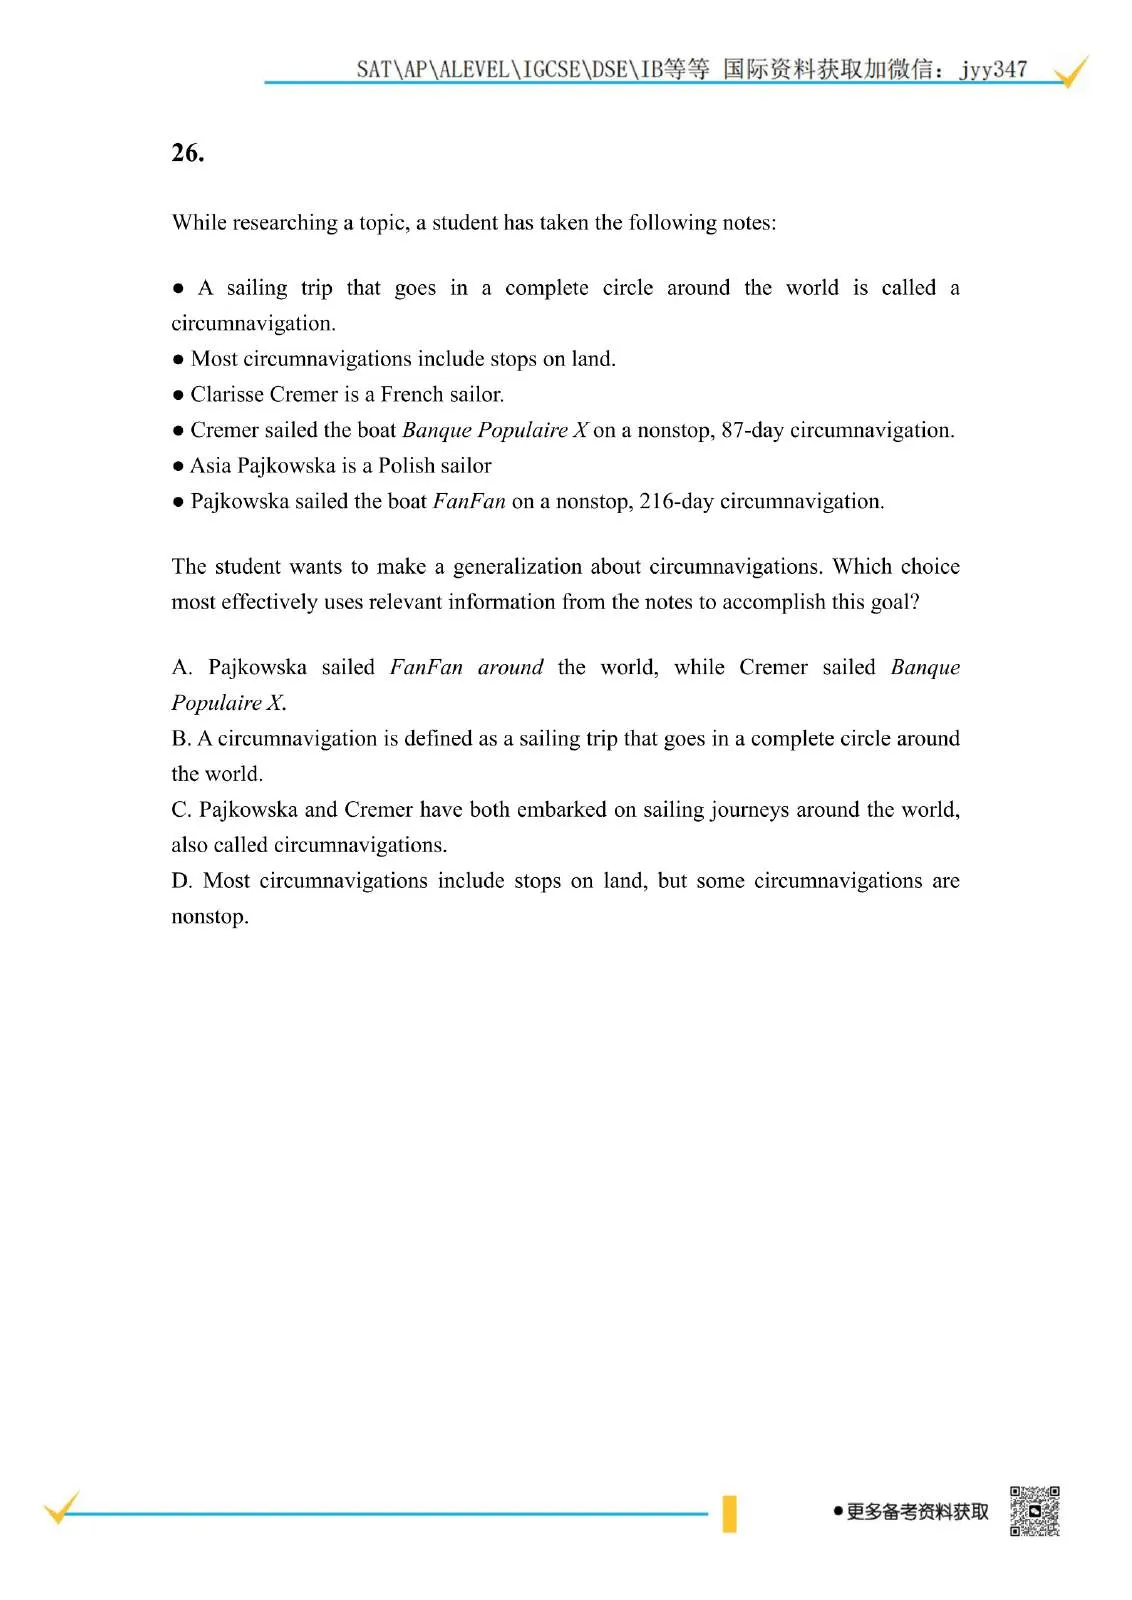 SAT\AP\ALEVEL\IGCSE\DSE\IB等等 国际资料获取加微信：jyy347
26.
While researching a topic, a student has taken the following notes:
● A sailing trip that goes in a complete circle around the world is called a
circumnavigation.
● Most circumnavigations include stops on land.
● Clarisse Cremer is a French sailor.
● Cremer sailed the boat Banque Populaire X on a nonstop, 87-day circumnavigation.
● Asia Pajkowska is a Polish sailor
● Pajkowska sailed the boat FanFan on a nonstop, 216-day circumnavigation.
The student wants to make a generalization about circumnavigations. Which choice
most effectively uses relevant information from the notes to accomplish this goal?
A. Pajkowska sailed FanFan around the world, while Cremer sailed Banque
Populaire X.
B. A circumnavigation is defined as a sailing trip that goes in a complete circle around
the world.
C. Pajkowska and Cremer have both embarked on sailing journeys around the world,
also called circumnavigations.
D. Most circumnavigations include stops on land, but some circumnavigations are
nonstop.
●更多备考资料获取